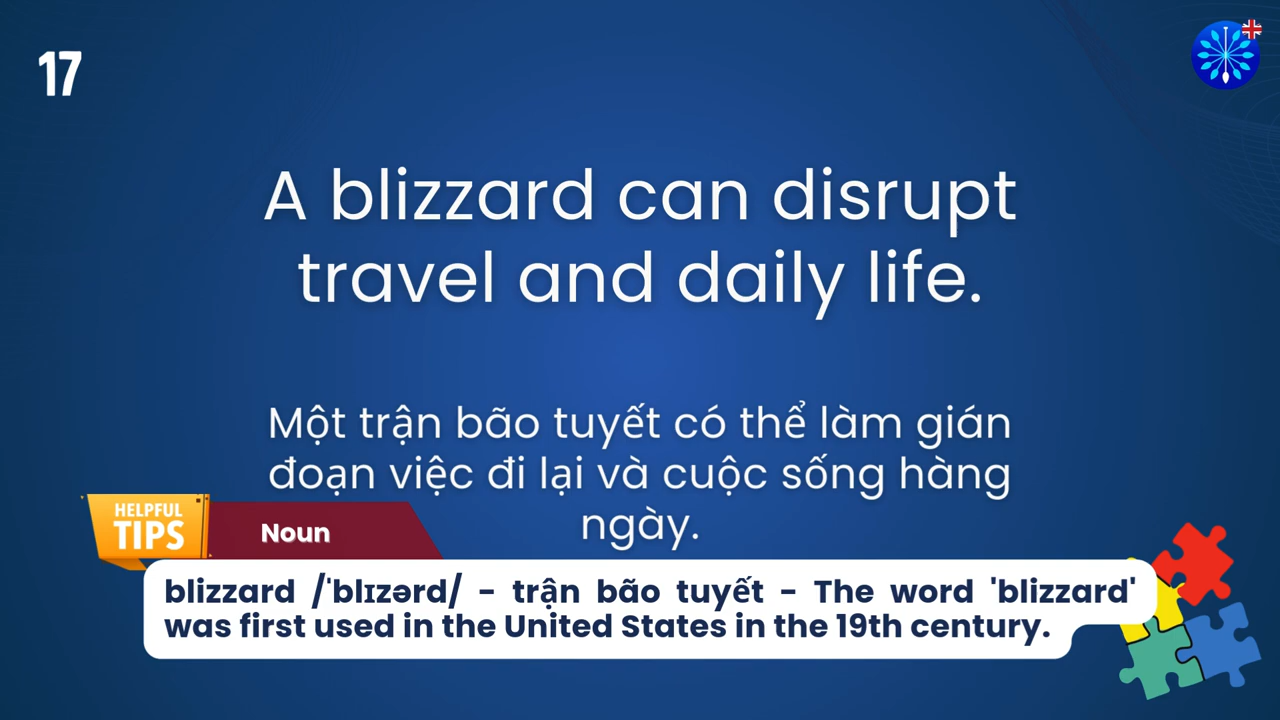 17
A blizzard can disrupt
travel and daily life.
Một trận bão tuyết có thể làm gián
đoạn việc đi lại và cuộc sống hàng
ngày.
HELPFUL
TIPS
Noun
blizzard /ˈblɪzərd/ - trận bão tuyết - The word 'blizzard'
was first used in the United States in the 19th century.